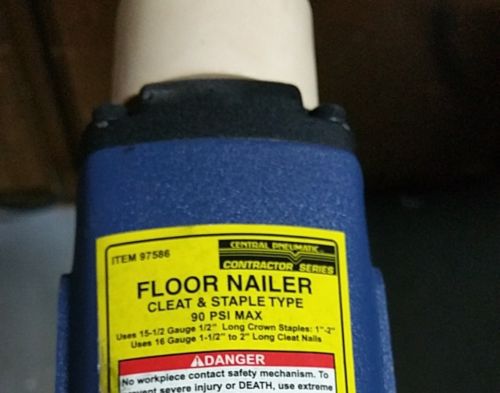 ITEM 97586
CENTRAL PNEUMATIC
CONTRACTOR SERIES
FLOOR NAILER
CLEAT & STAPLE TYPE
90 PSI MAX
Uses 15-1/2 Gauge 1/2" Long Crown Staples: 1"-2"
Uses 16 Gauge 1-1/2" to 2" Long Cleat Nails
⚠DANGER
No workpiece contact safety mechanism. To
prevent severe injury or DEATH, use extreme